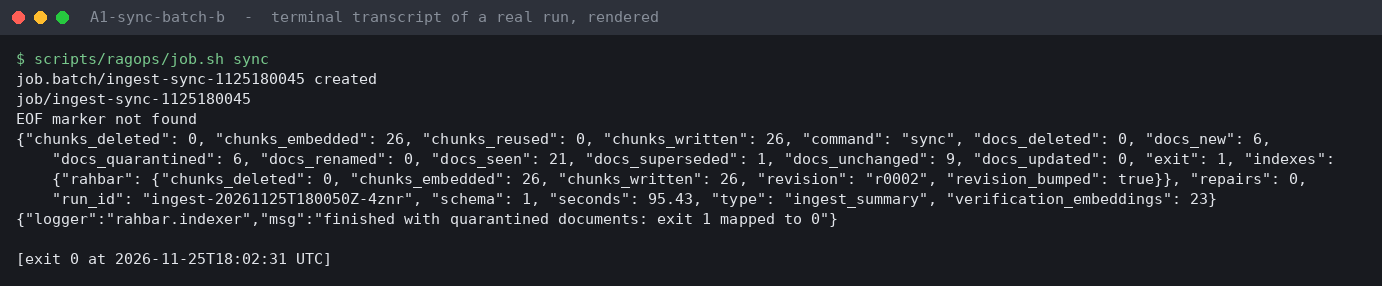 A1-sync-batch-b  -  terminal transcript of a real run, rendered
$ scripts/ragops/job.sh sync
job.batch/ingest-sync-1125180045 created
job/ingest-sync-1125180045
EOF marker not found
{"chunks_deleted": 0, "chunks_embedded": 26, "chunks_reused": 0, "chunks_written": 26, "command": "sync", "docs_deleted": 0, "docs_new": 6,
    "docs_quarantined": 6, "docs_renamed": 0, "docs_seen": 21, "docs_superseded": 1, "docs_unchanged": 9, "docs_updated": 0, "exit": 1, "indexes":
    {"rahbar": {"chunks_deleted": 0, "chunks_embedded": 26, "chunks_written": 26, "revision": "r0002", "revision_bumped": true}}, "repairs": 0,
    "run_id": "ingest-20261125T180050Z-4znr", "schema": 1, "seconds": 95.43, "type": "ingest_summary", "verification_embeddings": 23}
{"logger":"rahbar.indexer","msg":"finished with quarantined documents: exit 1 mapped to 0"}
[exit 0 at 2026-11-25T18:02:31 UTC]